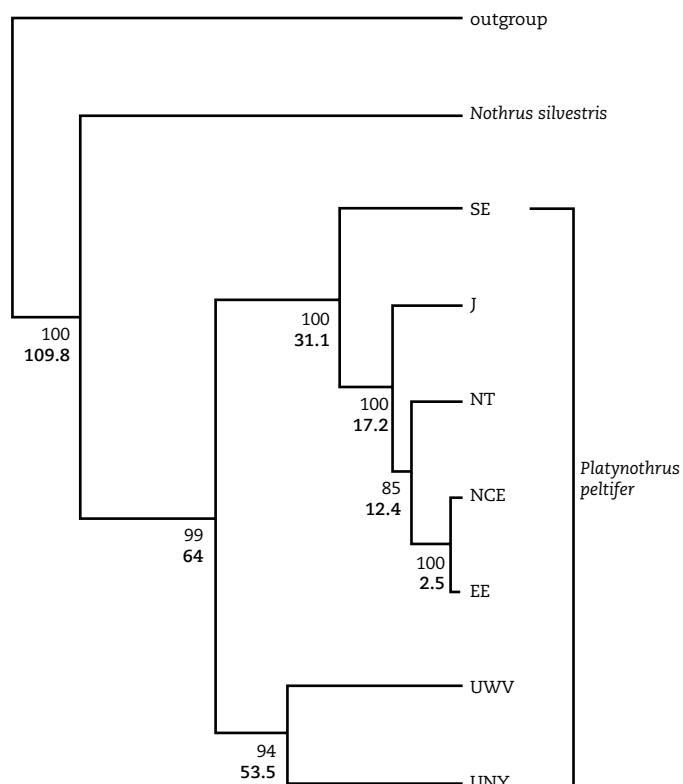 outgroup
Nothrus silvestris
SE
J
100
109.8
100
31.1
NT
100
17.2
Platynothrus
peltifer
NCE
85
12.4
99
64
100
2.5
EE
UWV
94
53.5
UNY